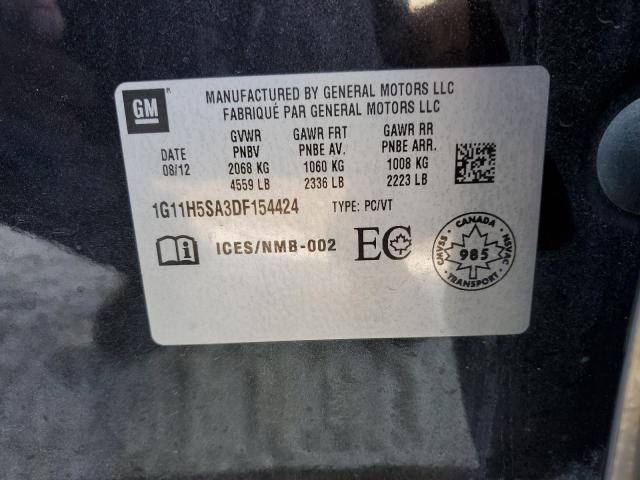 GM ®
MANUFACTURED BY GENERAL MOTORS LLC
FABRIQUÉ PAR GENERAL MOTORS LLC
GVWR GAWR FRT GAWR RR
DATE PNBV PNBE AV. PNBE ARR.
08/12 2068 KG 1060 KG 1008 KG
4559 LB 2336 LB 2223 LB
1G11H5SA3DF154424 TYPE: PC/VT
i ICES/NMB-002 EC
CANADA
CMVSS 985 NSVAC
TRANSPORT